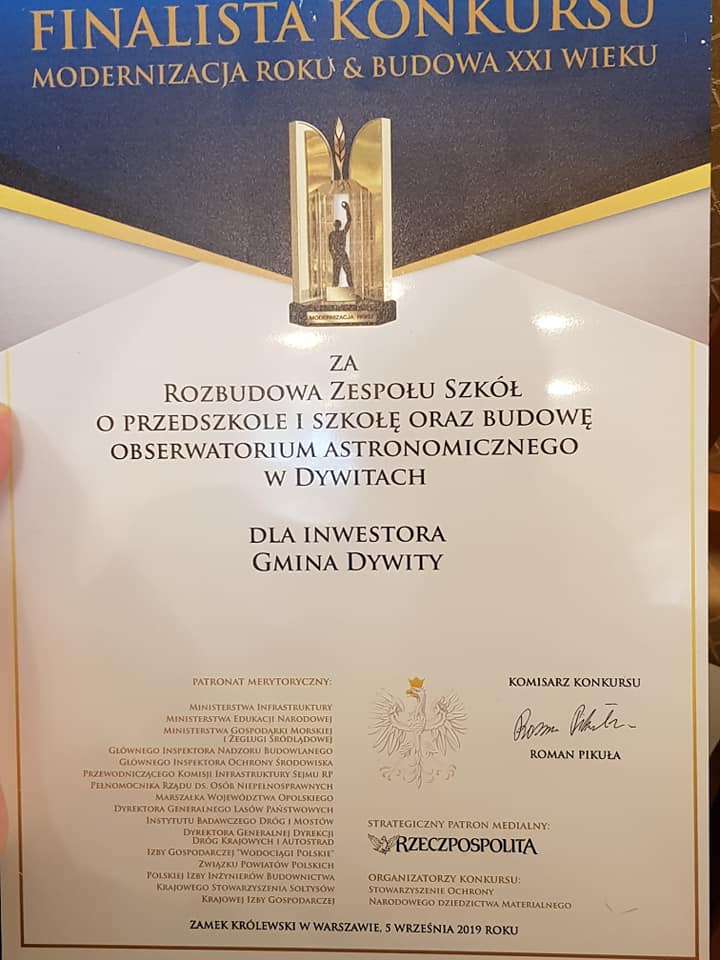 FINALISTA KONKURSU
MODERNIZACJA ROKU & BUDOWA XXI WIEKU
MODERNIZACJA ROKU
ZA
ROZBUDOWA ZESPOŁU SZKÓŁ
O PRZEDSZKOLE I SZKOŁĘ ORAZ BUDOWĘ
OBSERWATORIUM ASTRONOMICZNEGO
W DYWITACH
DLA INWESTORA
GMINA DYWITY
PATRONAT MERYTORYCZNY:
MINISTERSTWA INFRASTRUKTURY
MINISTERSTWA EDUKACJI NARODOWEJ
MINISTERSTWA GOSPODARKI MORSKIEJ
I ŻEGLUGI ŚRÓDLĄDOWEJ
GŁÓWNEGO INSPEKTORA NADZORU BUDOWLANEGO
GŁÓWNEGO INSPEKTORA OCHRONY ŚRODOWISKA
PRZEWODNICZĄCEGO KOMISJI INFRASTRUKTURY SEJMU RP
PEŁNOMOCNIKA RZĄDU DS. OSÓB NIEPEŁNOSPRAWNYCH
MARSZAŁKA WOJEWÓDZTWA OPOLSKIEGO
DYREKTORA GENERALNEGO LASÓW PAŃSTWOWYCH
INSTYTUTU BADAWCZEGO DRÓG I MOSTÓW
DYREKTORA GENERALNEJ DYREKCJI
DRÓG KRAJOWYCH I AUTOSTRAD
IZBY GOSPODARCZEJ "WODOCIĄGI POLSKIE"
ZWIĄZKU POWIATÓW POLSKICH
POLSKIEJ IZBY INŻYNIERÓW BUDOWNICTWA
KRAJOWEGO STOWARZYSZENIA SOŁTYSÓW
KRAJOWEJ IZBY GOSPODARCZEJ
KOMISARZ KONKURSU
Roman Pikuła
ROMAN PIKUŁA
STRATEGICZNY PATRON MEDIALNY:
RZECZPOSPOLITA
ORGANIZATORZY KONKURSU:
STOWARZYSZENIE OCHRONY
NARODOWEGO DZIEDZICTWA MATERIALNEGO
ZAMEK KRÓLEWSKI W WARSZAWIE, 5 WRZEŚNIA 2019 ROKU